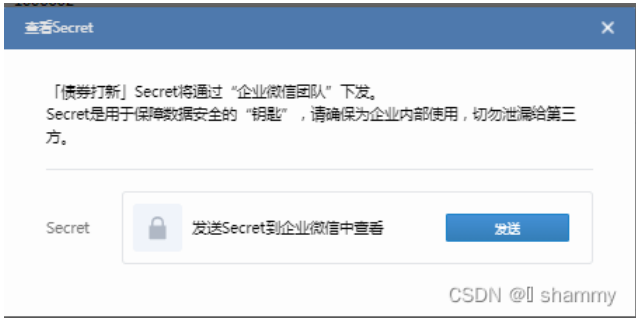 查看Secret
「债券打新」Secret将通过“企业微信团队”下发。
Secret是用于保障数据安全的“钥匙”，请确保为企业内部使用，切勿泄漏给第三
方。
Secret
发送Secret到企业微信中查看
发送
CSDN @ shammy